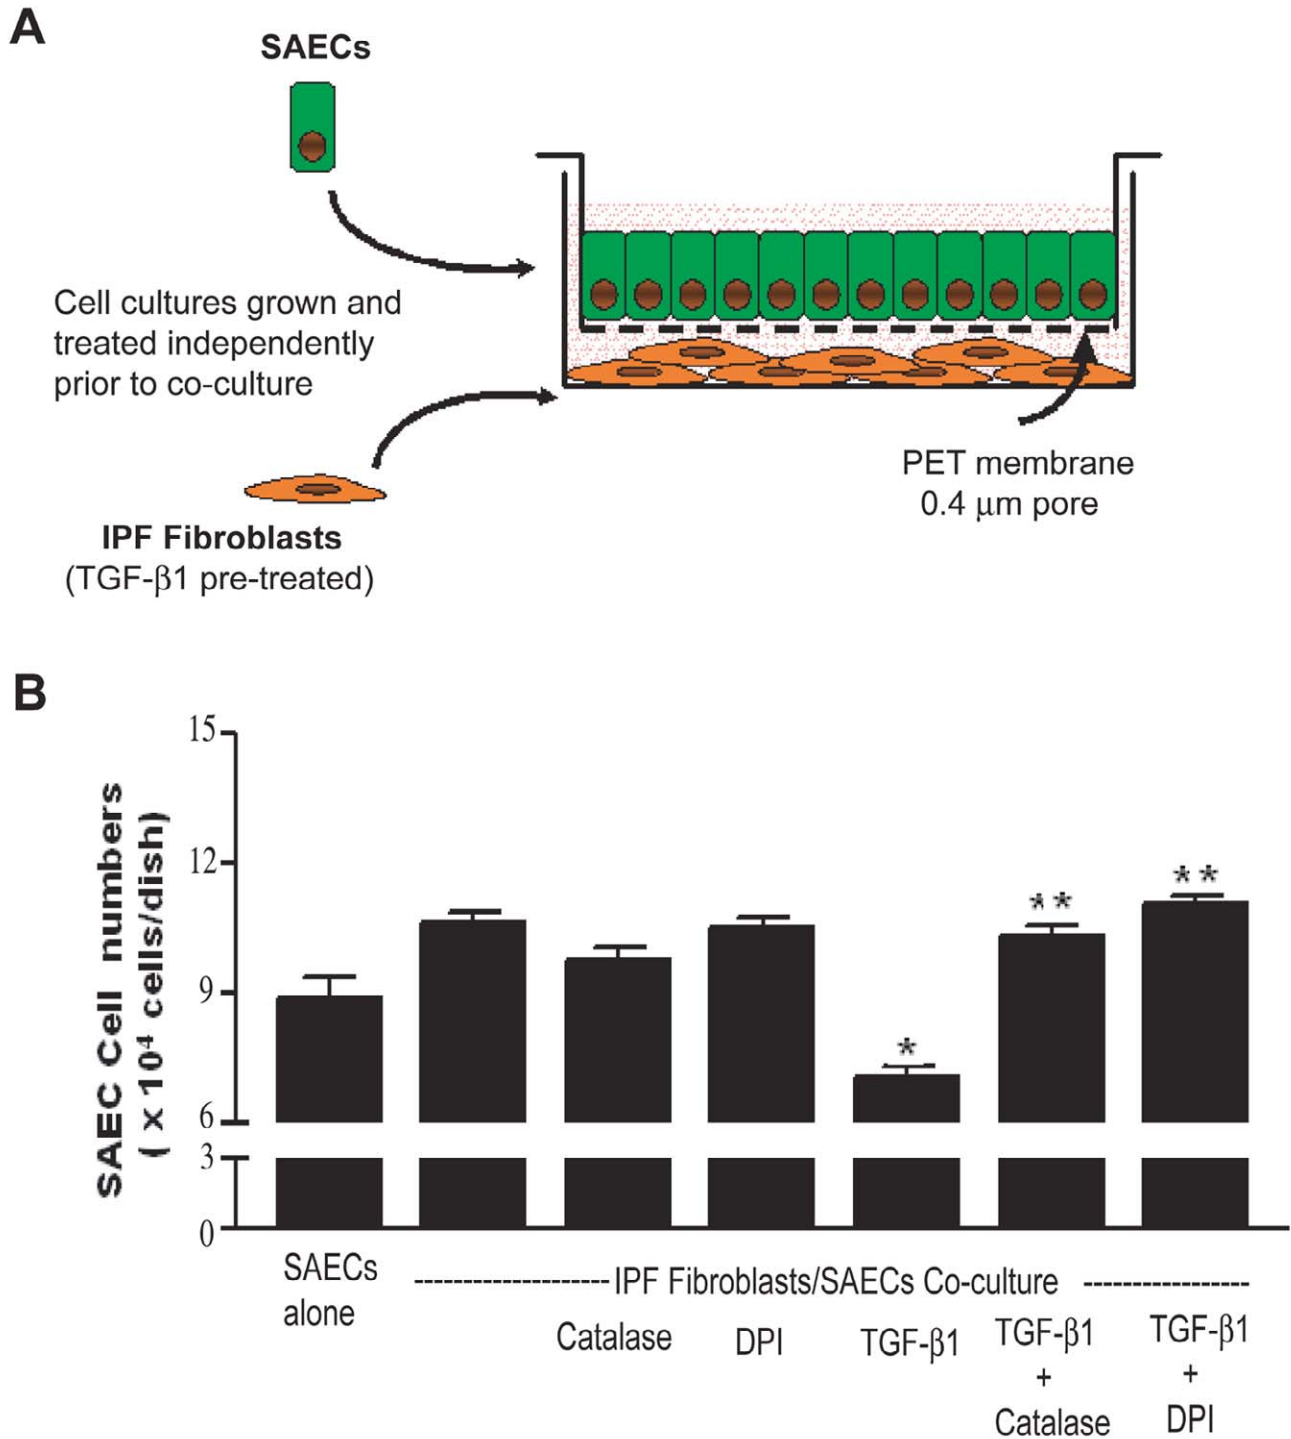 A
SAECs
Cell cultures grown and
treated independently
prior to co-culture
PET membrane
0.4 μm pore
IPF Fibroblasts
(TGF-β1 pre-treated)
B
SAEC Cell numbers
( x 10⁴ cells/dish)
15
12
9
6
3
0
*
**
**
SAECs
alone
------------------IPF Fibroblasts/SAECs Co-culture ----------------
Catalase
DPI
TGF-β1
TGF-β1
+
Catalase
TGF-β1
+
DPI